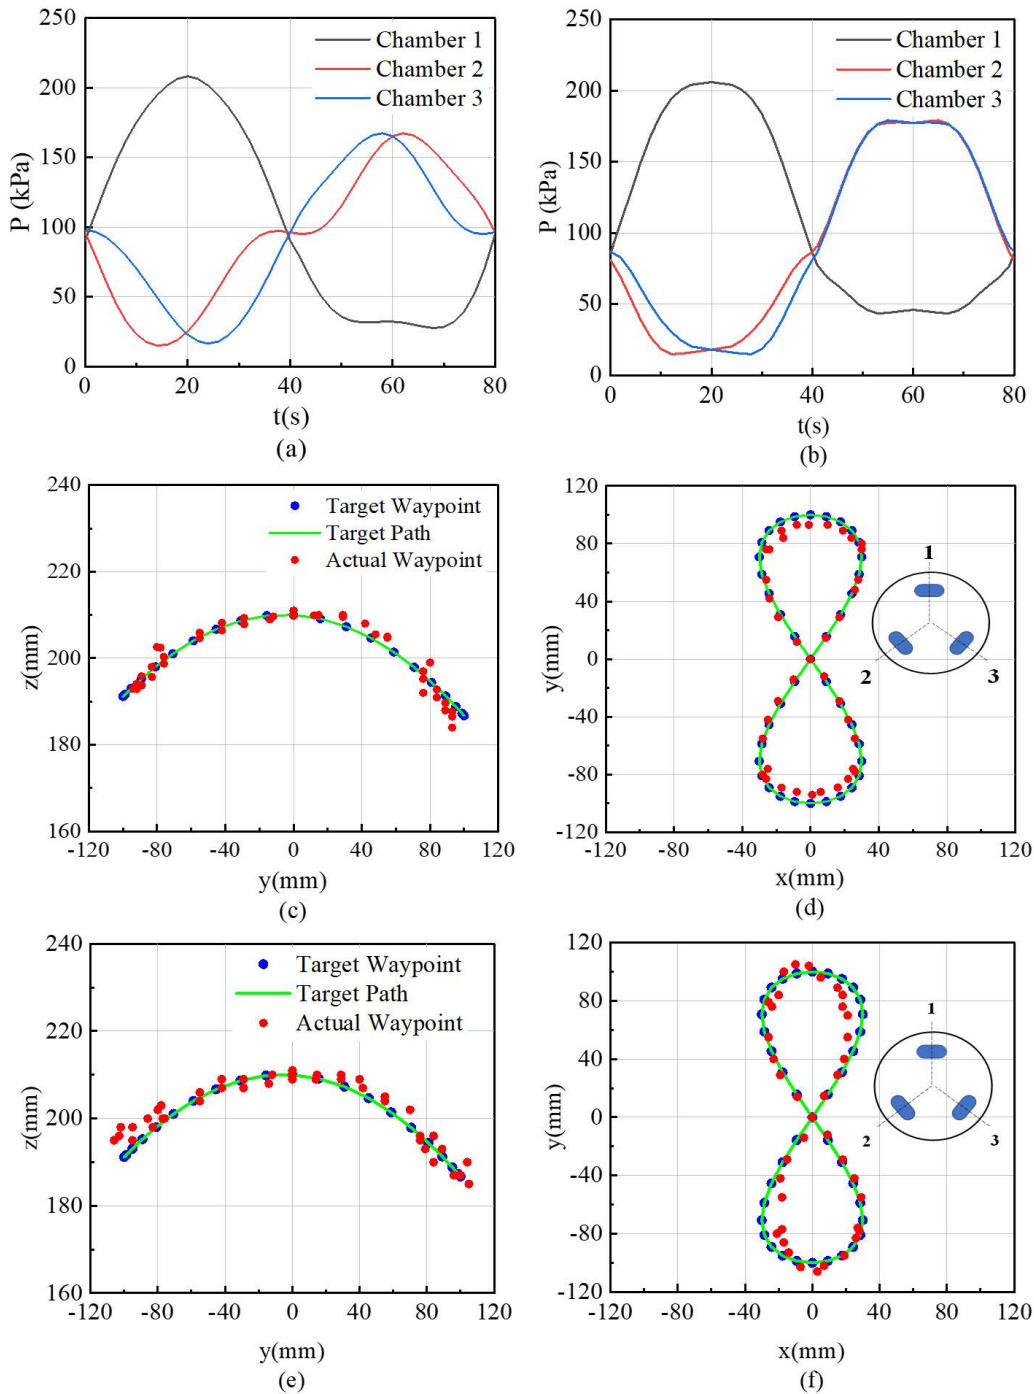 250
200
150
100
50
0
P (kPa)
Chamber 1
Chamber 2
Chamber 3
0 20 40 60 80
t(s)
(a)
250
200
150
100
50
0
P (kPa)
Chamber 1
Chamber 2
Chamber 3
0 20 40 60 80
t(s)
(b)
240
220
200
180
160
z(mm)
Target Waypoint
Target Path
Actual Waypoint
-120 -80 -40 0 40 80 120
y(mm)
(c)
120
80
40
0
-40
-80
-120
y(mm)
1
2 3
-120 -80 -40 0 40 80 120
x(mm)
(d)
240
220
200
180
160
z(mm)
Target Waypoint
Target Path
Actual Waypoint
-120 -80 -40 0 40 80 120
y(mm)
(e)
120
80
40
0
-40
-80
-120
y(mm)
1
2 3
-120 -80 -40 0 40 80 120
x(mm)
(f)